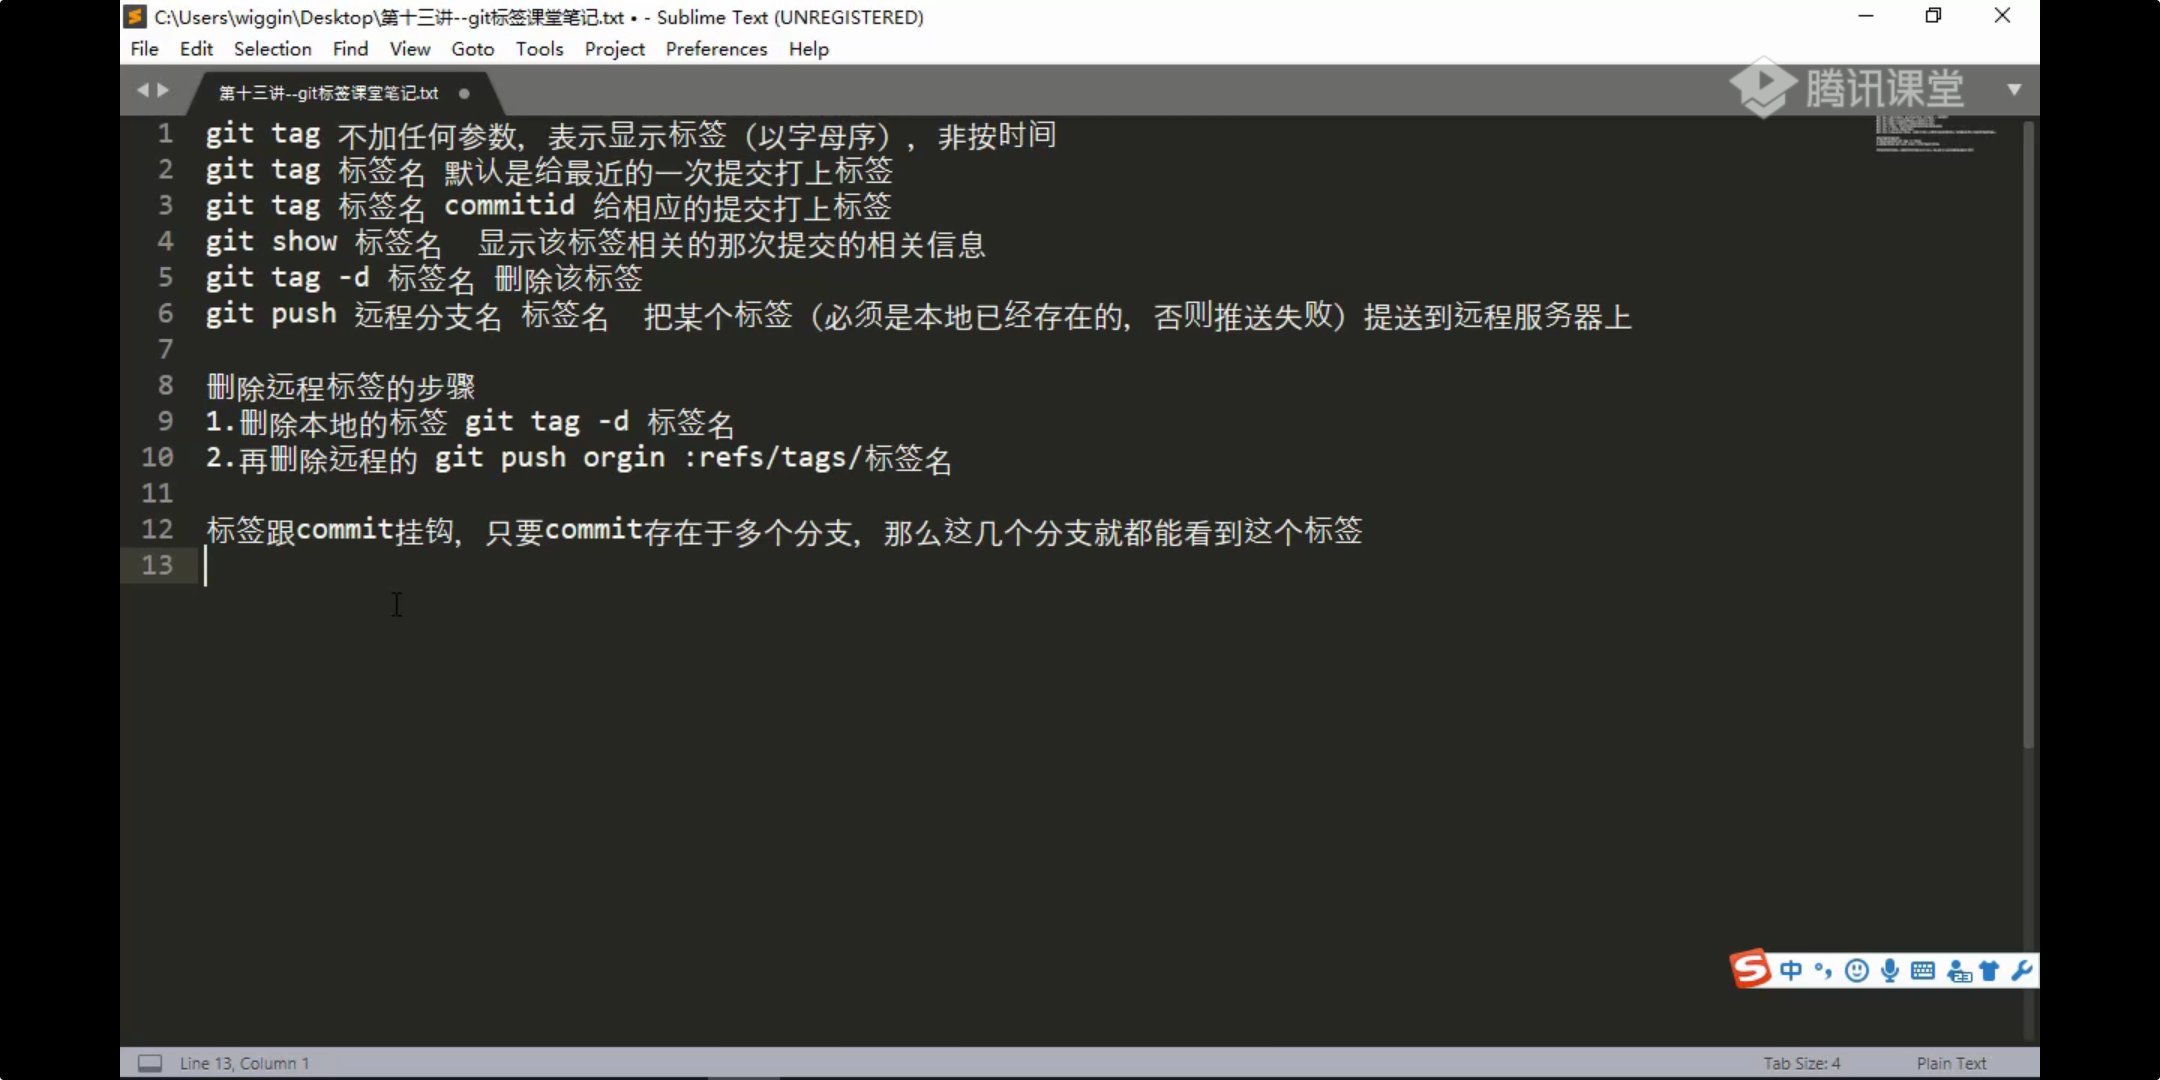 C:\Users\wiggin\Desktop\第十三讲--git标签课堂笔记.txt • - Sublime Text (UNREGISTERED)
File Edit Selection Find View Goto Tools Project Preferences Help
第十三讲--git标签课堂笔记.txt
腾讯课堂
1 git tag 不加任何参数，表示显示标签（以字母序），非按时间
2 git tag 标签名 默认是给最近的一次提交打上标签
3 git tag 标签名 commitid 给相应的提交打上标签
4 git show 标签名 显示该标签相关的那次提交的相关信息
5 git tag -d 标签名 删除该标签
6 git push 远程分支名 标签名 把某个标签（必须是本地已经存在的，否则推送失败）提送到远程服务器上
7
8 删除远程标签的步骤
9 1.删除本地的标签 git tag -d 标签名
10 2.再删除远程的 git push orgin :refs/tags/标签名
11
12 标签跟commit挂钩，只要commit存在于多个分支，那么这几个分支就都能看到这个标签
13
中
Line 13, Column 1
Tab Size: 4
Plain Text